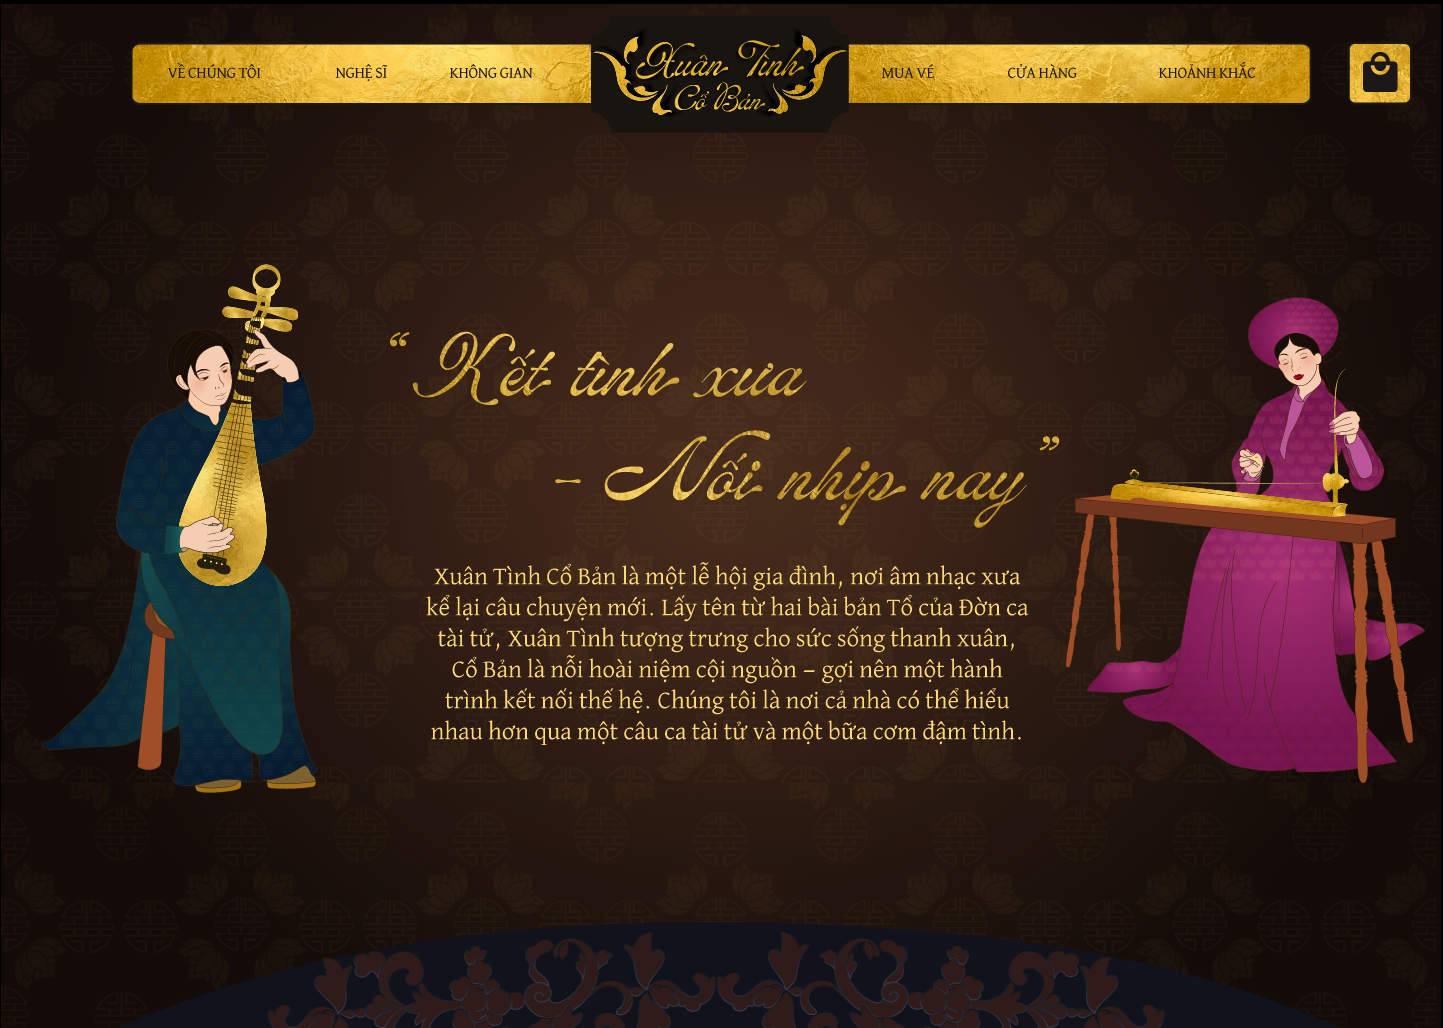 VỀ CHÚNG TÔI
NGHỆ SĨ
KHÔNG GIAN
Xuân Tình
Cổ Bản
MUA VÉ
CỬA HÀNG
KHOẢNH KHẮC
“ Kết tình xưa
– Nối nhịp nay ”
Xuân Tình Cổ Bản là một lễ hội gia đình, nơi âm nhạc xưa
kể lại câu chuyện mới. Lấy tên từ hai bài bản Tổ của Đờn ca
tài tử, Xuân Tình tượng trưng cho sức sống thanh xuân,
Cổ Bản là nỗi hoài niệm cội nguồn – gợi nên một hành
trình kết nối thế hệ. Chúng tôi là nơi cả nhà có thể hiểu
nhau hơn qua một câu ca tài tử và một bữa cơm đậm tình.